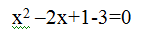 x² –2x+1-3=0